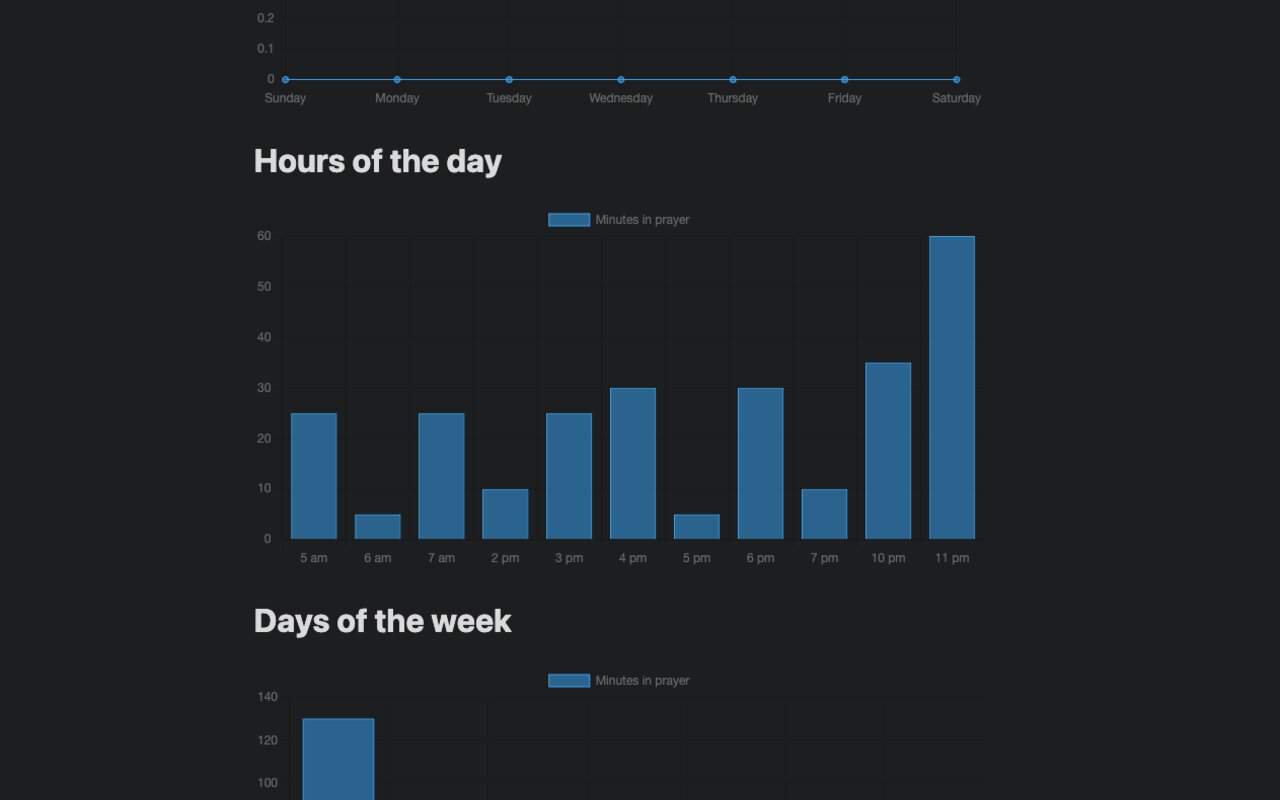 0.2
0.1
0
Sunday Monday Tuesday Wednesday Thursday Friday Saturday
Hours of the day
Minutes in prayer
60
50
40
30
20
10
0
5 am 6 am 7 am 2 pm 3 pm 4 pm 5 pm 6 pm 7 pm 10 pm 11 pm
Days of the week
Minutes in prayer
140
120
100